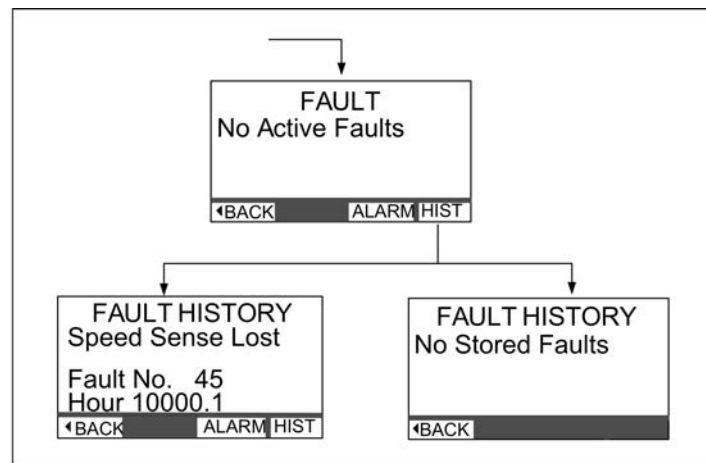 FAULT
No Active Faults
◀BACK ALARM HIST
FAULT HISTORY
Speed Sense Lost
Fault No. 45
Hour 10000.1
◀BACK ALARM HIST
FAULT HISTORY
No Stored Faults
◀BACK